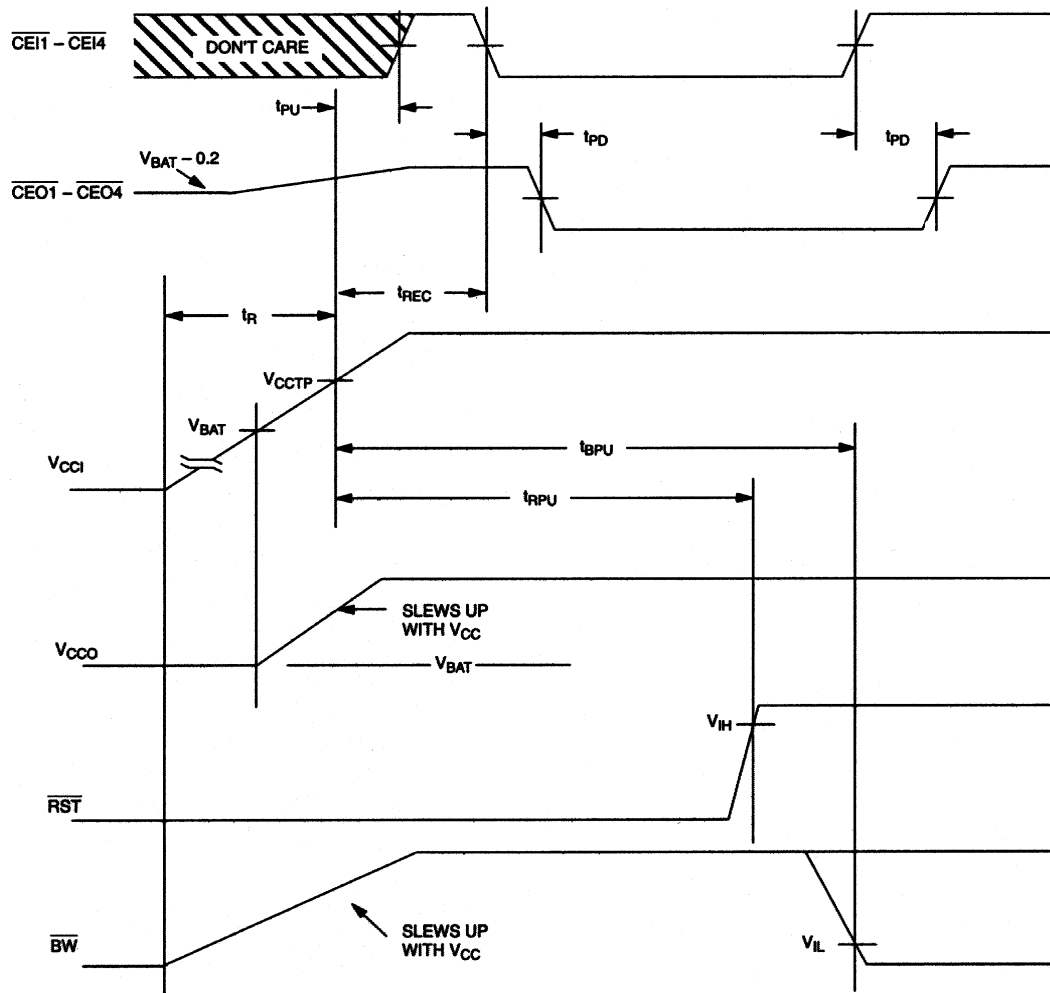 CEI1 – CEI4
DON'T CARE
tPU
tPD
tPD
VBAT – 0.2
CEO1 – CEO4
tREC
tR
VCCTP
VBAT
tBPU
VCCI
tRPU
SLEWS UP
WITH VCC
VCCO
VBAT
VIH
RST
SLEWS UP
WITH VCC
BW
VIL